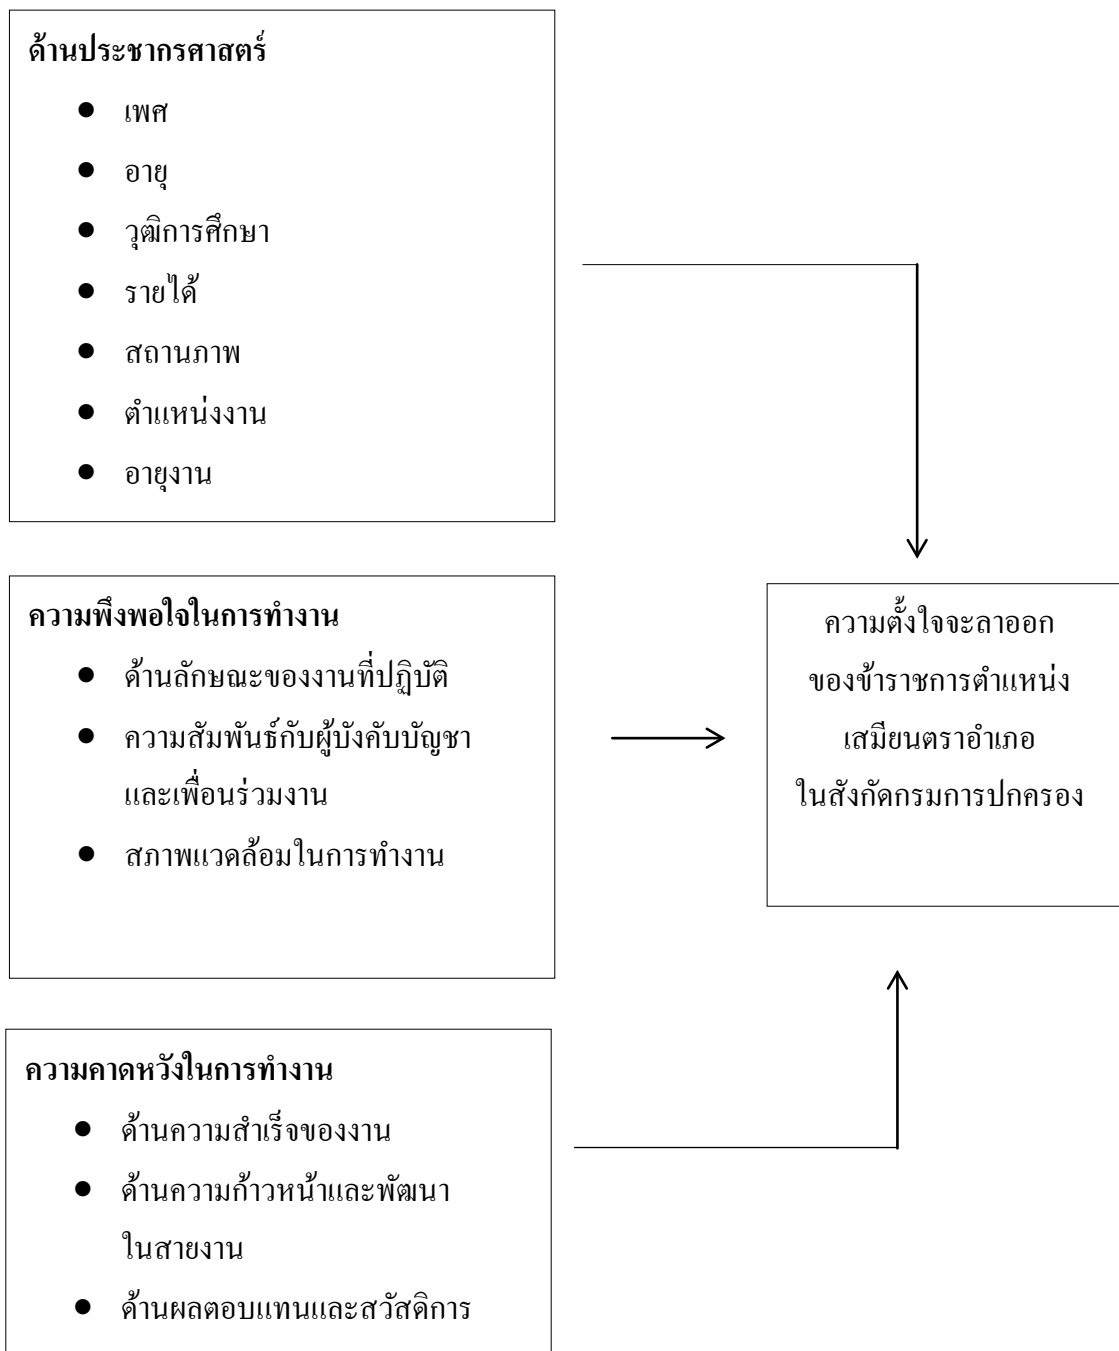 ด้านประชากรศาสตร์
● เพศ
● อายุ
● วุฒิการศึกษา
● รายได้
● สถานภาพ
● ตำแหน่งงาน
● อายุงาน
ความพึงพอใจในการทำงาน
● ด้านลักษณะของงานที่ปฏิบัติ
● ความสัมพันธ์กับผู้บังคับบัญชา
และเพื่อนร่วมงาน
● สภาพแวดล้อมในการทำงาน
ความตั้งใจจะลาออก
ของข้าราชการตำแหน่ง
เสมียนตราอำเภอ
ในสังกัดกรมการปกครอง
ความคาดหวังในการทำงาน
● ด้านความสำเร็จของงาน
● ด้านความก้าวหน้าและพัฒนา
ในสายงาน
● ด้านผลตอบแทนและสวัสดิการ